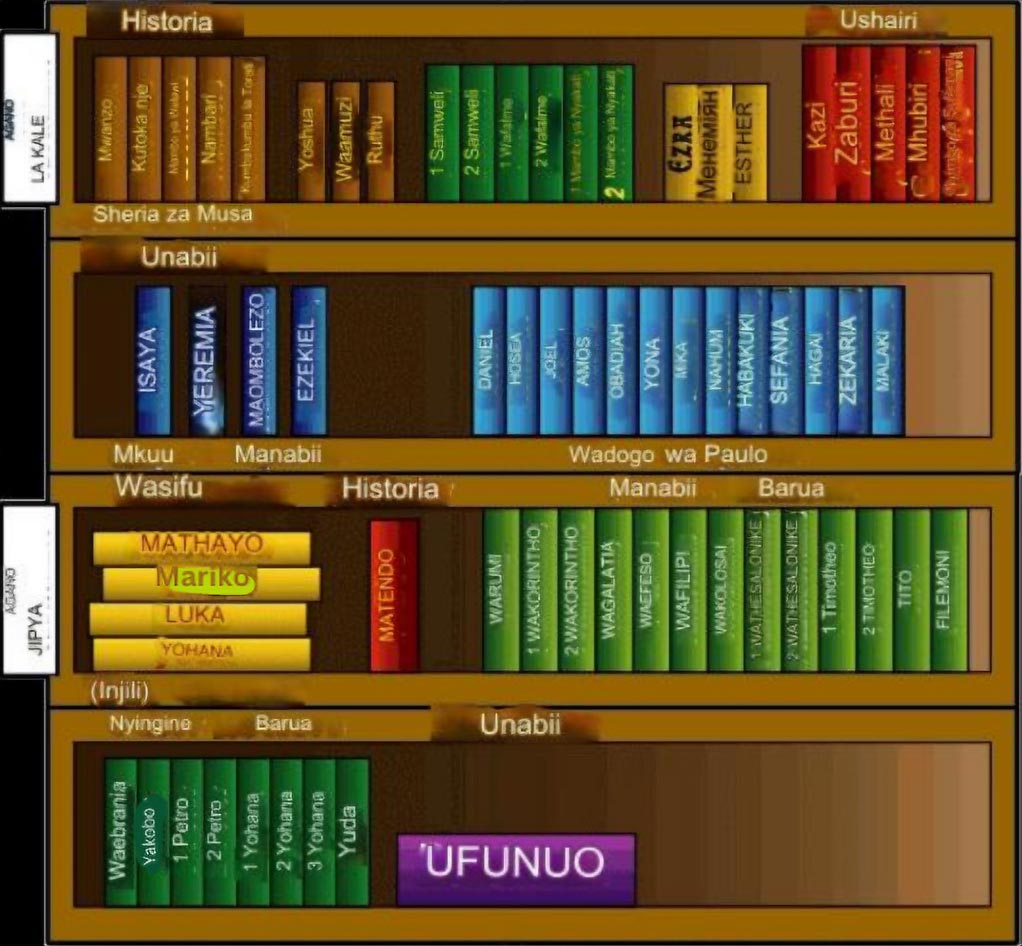 Historia
Ushairi
AGANO
LA KALE
Mwanzo
Kutoka nje
Mambo ya Walawi
Nambari
Kumbukumbu la Torati
Yoshua
Waamuzi
Ruthu
1 Samweli
2 Samweli
1 Wafalme
2 Wafalme
1 Mambo ya Nyakati
2 Mambo ya Nyakati
EZRA
Menemiah
ESTHER
Kazi
Zaburi
Methali
Mhubiri
Sheria za Musa
Unabii
ISAYA
YEREMIA
MAOMBOLEZO
EZEKIEL
DANIEL
HOSEA
JOEL
AMOS
OBADIAH
YONA
MIKA
NAHUM
HABAKUKI
SEFANIA
HAGAI
ZEKARIA
MALAKI
Mkuu Manabii
Wadogo wa Paulo
Wasifu
Historia
Manabii Barua
AGANO
JIPYA
MATHAYO
Mariko
LUKA
YOHANA
MATENDO
WARUMI
1 WAKORINTHO
2 WAKORINTHO
WAGALATIA
WAEFESO
WAFILIPI
WAKOLOSAI
1 WATHESALONIKE
2 WATHESALONIKE
1 Timotheo
2 TIMOTHEO
TITO
FILEMONI
(Injili)
Nyingine Barua
Unabii
Waebrania
Yakobo
1 Petro
2 Petro
1 Yohana
2 Yohana
3 Yohana
Yuda
UFUNUO